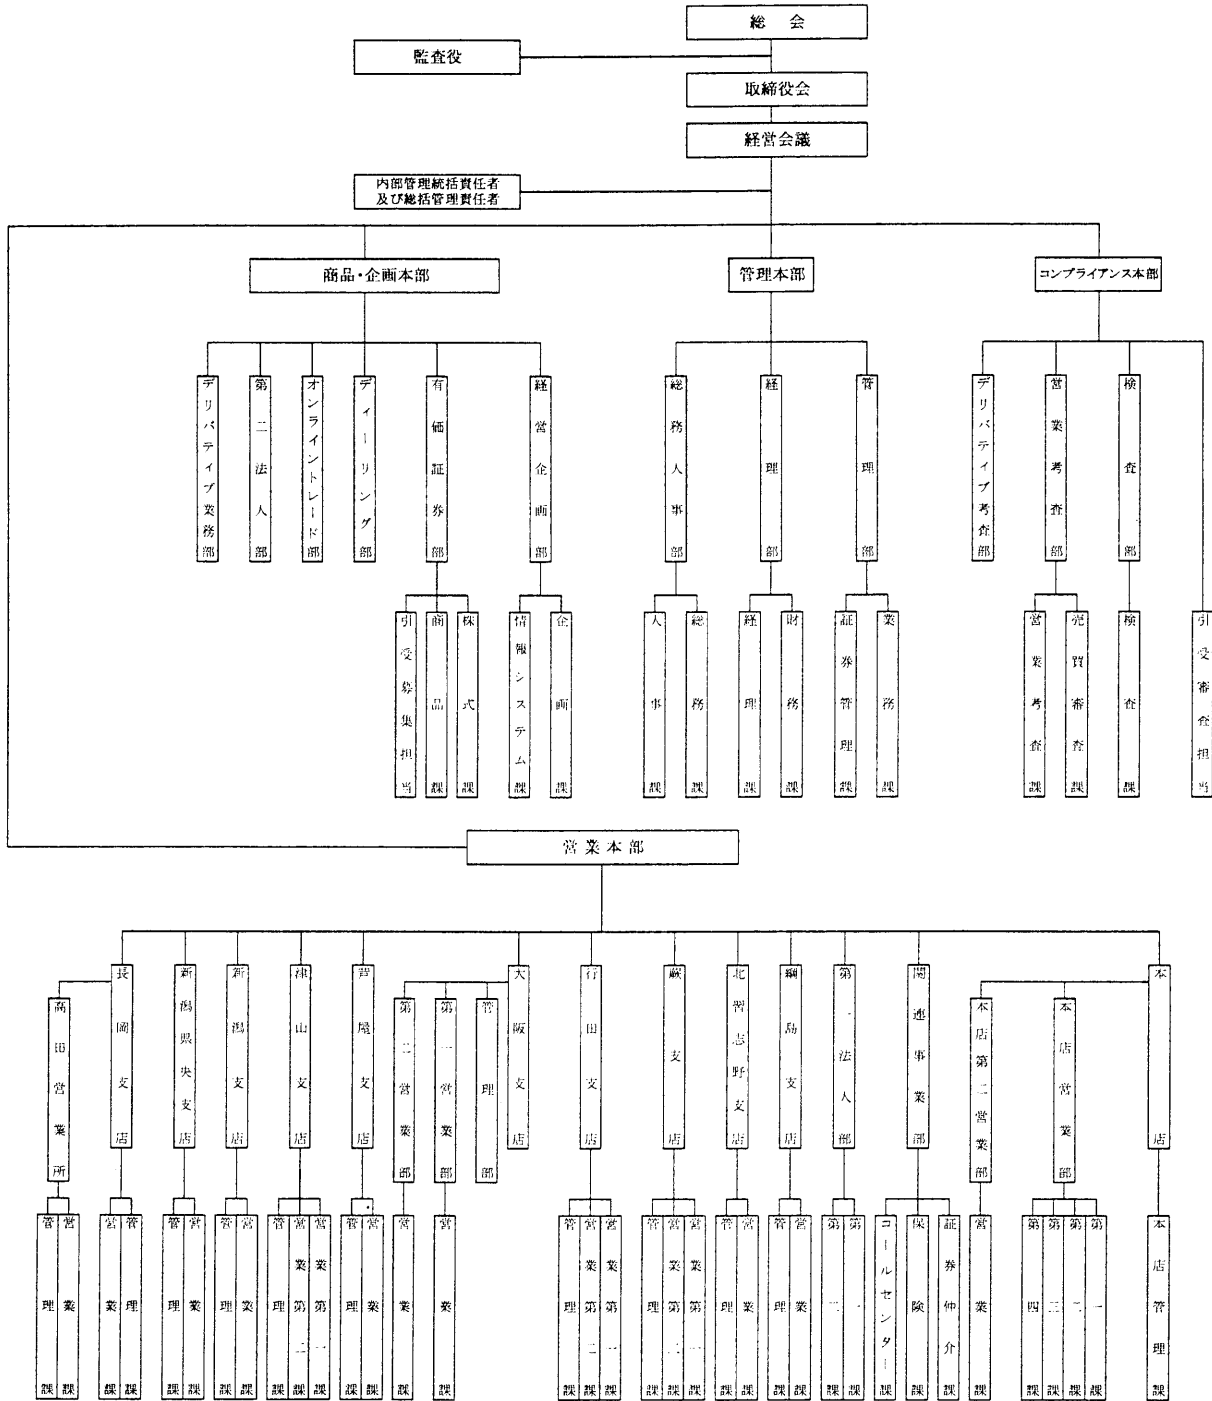 総会
監査役
取締役会
経営会議
内部管理統括責任者
及び総括管理責任者
商品・企画本部
管理本部
コンプライアンス本部
デリバティブ業務部
第二法人部
オンライントレード部
ディーリング部
有価証券部
経営企画部
総務人事部
経理部
管理部
デリバティブ考査部
営業考査部
検査部
引受募集担当
商品課
株式課
情報システム課
企画課
人事課
総務課
経理課
財務課
証券管理課
業務課
営業考査課
売買審査課
検査課
引受審査担当
営業本部
長岡支店
新潟県央支店
新潟支店
津山支店
芦屋支店
大阪支店
行田支店
蕨支店
北習志野支店
綱島支店
第一法人部
関連事業部
本店
高田営業所
第二営業部
第一営業部
管理部
本店第二営業部
本店営業部
管理課
営業課
営業課
管理課
管理課
営業課
管理課
営業課
管理課
営業第二課
営業第一課
管理課
営業課
営業課
営業課
管理課
営業第二課
営業第一課
管理課
営業第二課
営業第一課
管理課
営業課
管理課
営業課
第二課
第一課
コールセンター課
保険課
証券仲介課
営業課
第四課
第三課
第二課
第一課
本店管理課